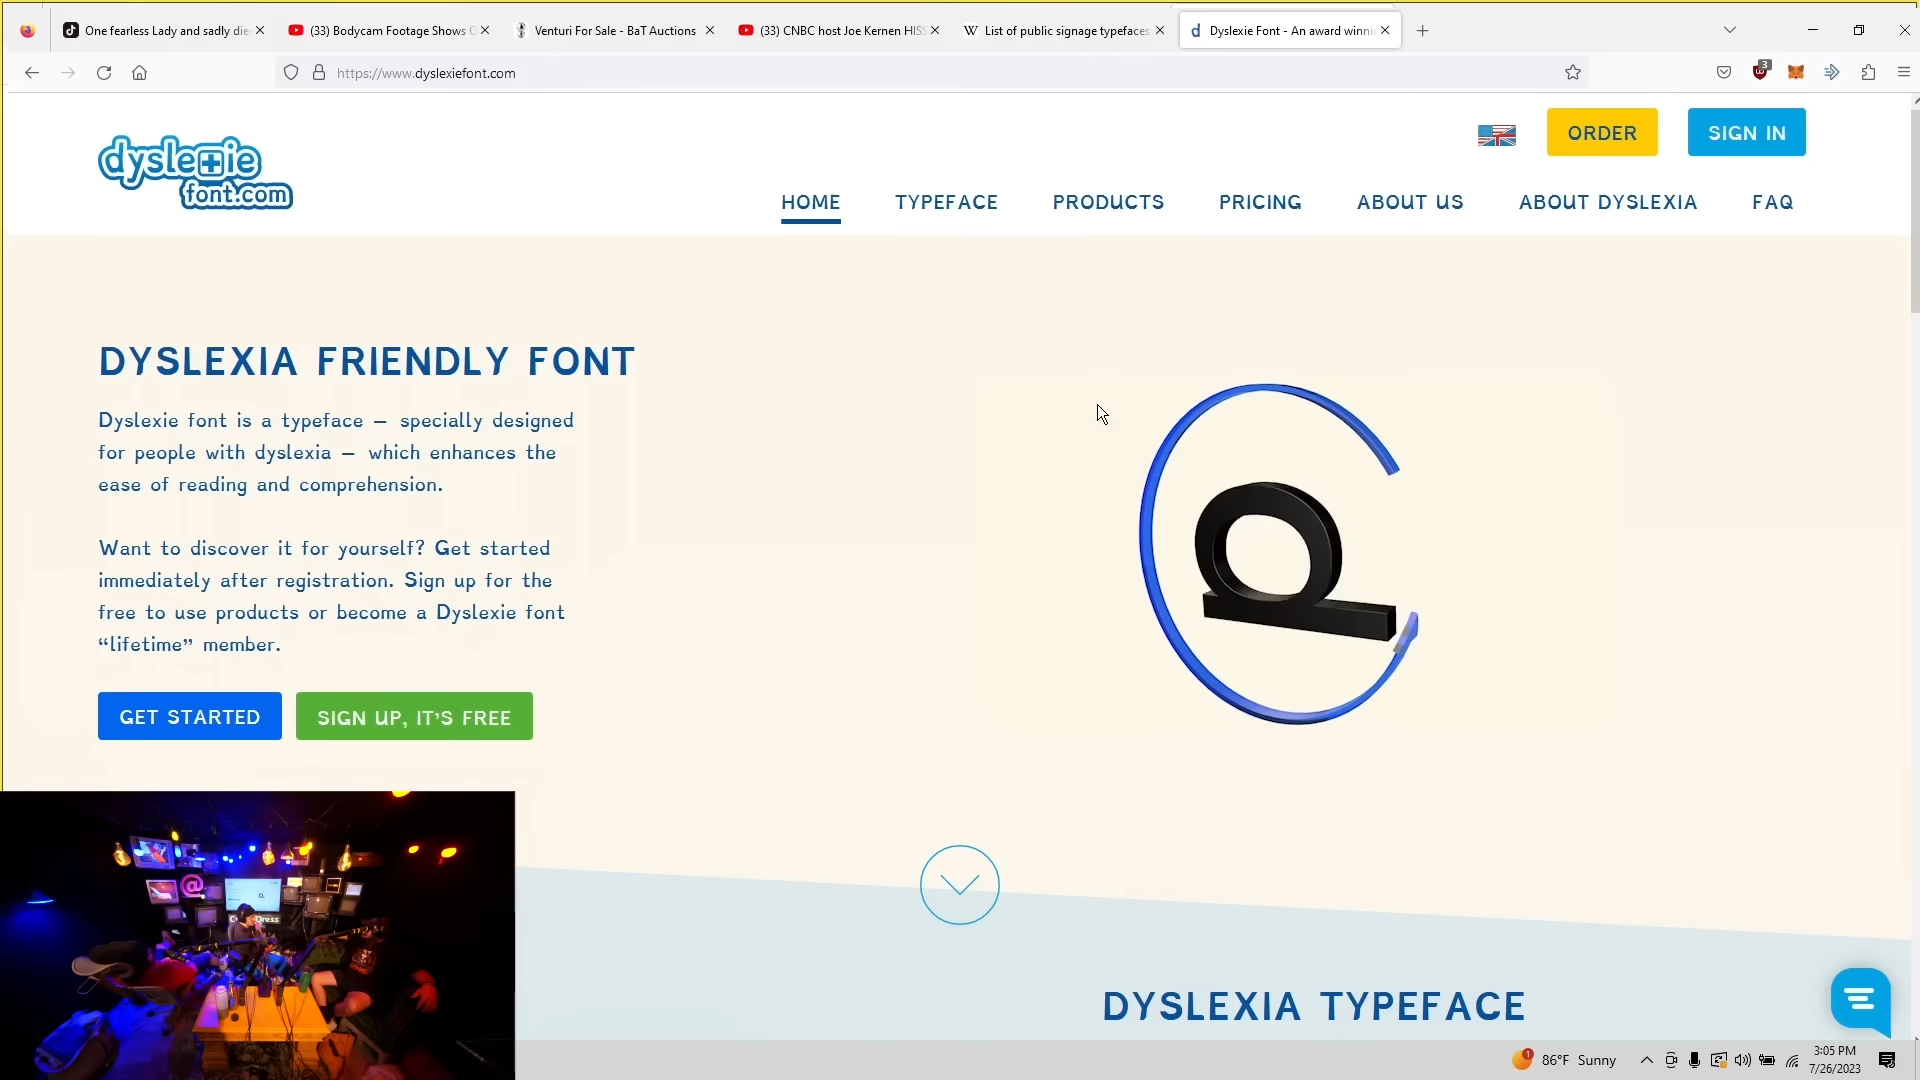 One fearless Lady and sadly die
(33) Bodycam Footage Shows C
Venturi For Sale - BaT Auctions
(33) CNBC host Joe Kernen HISS
List of public signage typefaces
Dyslexie Font - An award winni
https://www.dyslexiefont.com
3
dyslexie
font.com
ORDER
SIGN IN
HOME
TYPEFACE
PRODUCTS
PRICING
ABOUT US
ABOUT DYSLEXIA
FAQ
DYSLEXIA FRIENDLY FONT
Dyslexie font is a typeface – specially designed
for people with dyslexia – which enhances the
ease of reading and comprehension.
Want to discover it for yourself? Get started
immediately after registration. Sign up for the
free to use products or become a Dyslexie font
“lifetime” member.
GET STARTED
SIGN UP, IT’S FREE
DYSLEXIA TYPEFACE
1
86°F Sunny
3:05 PM
7/26/2023